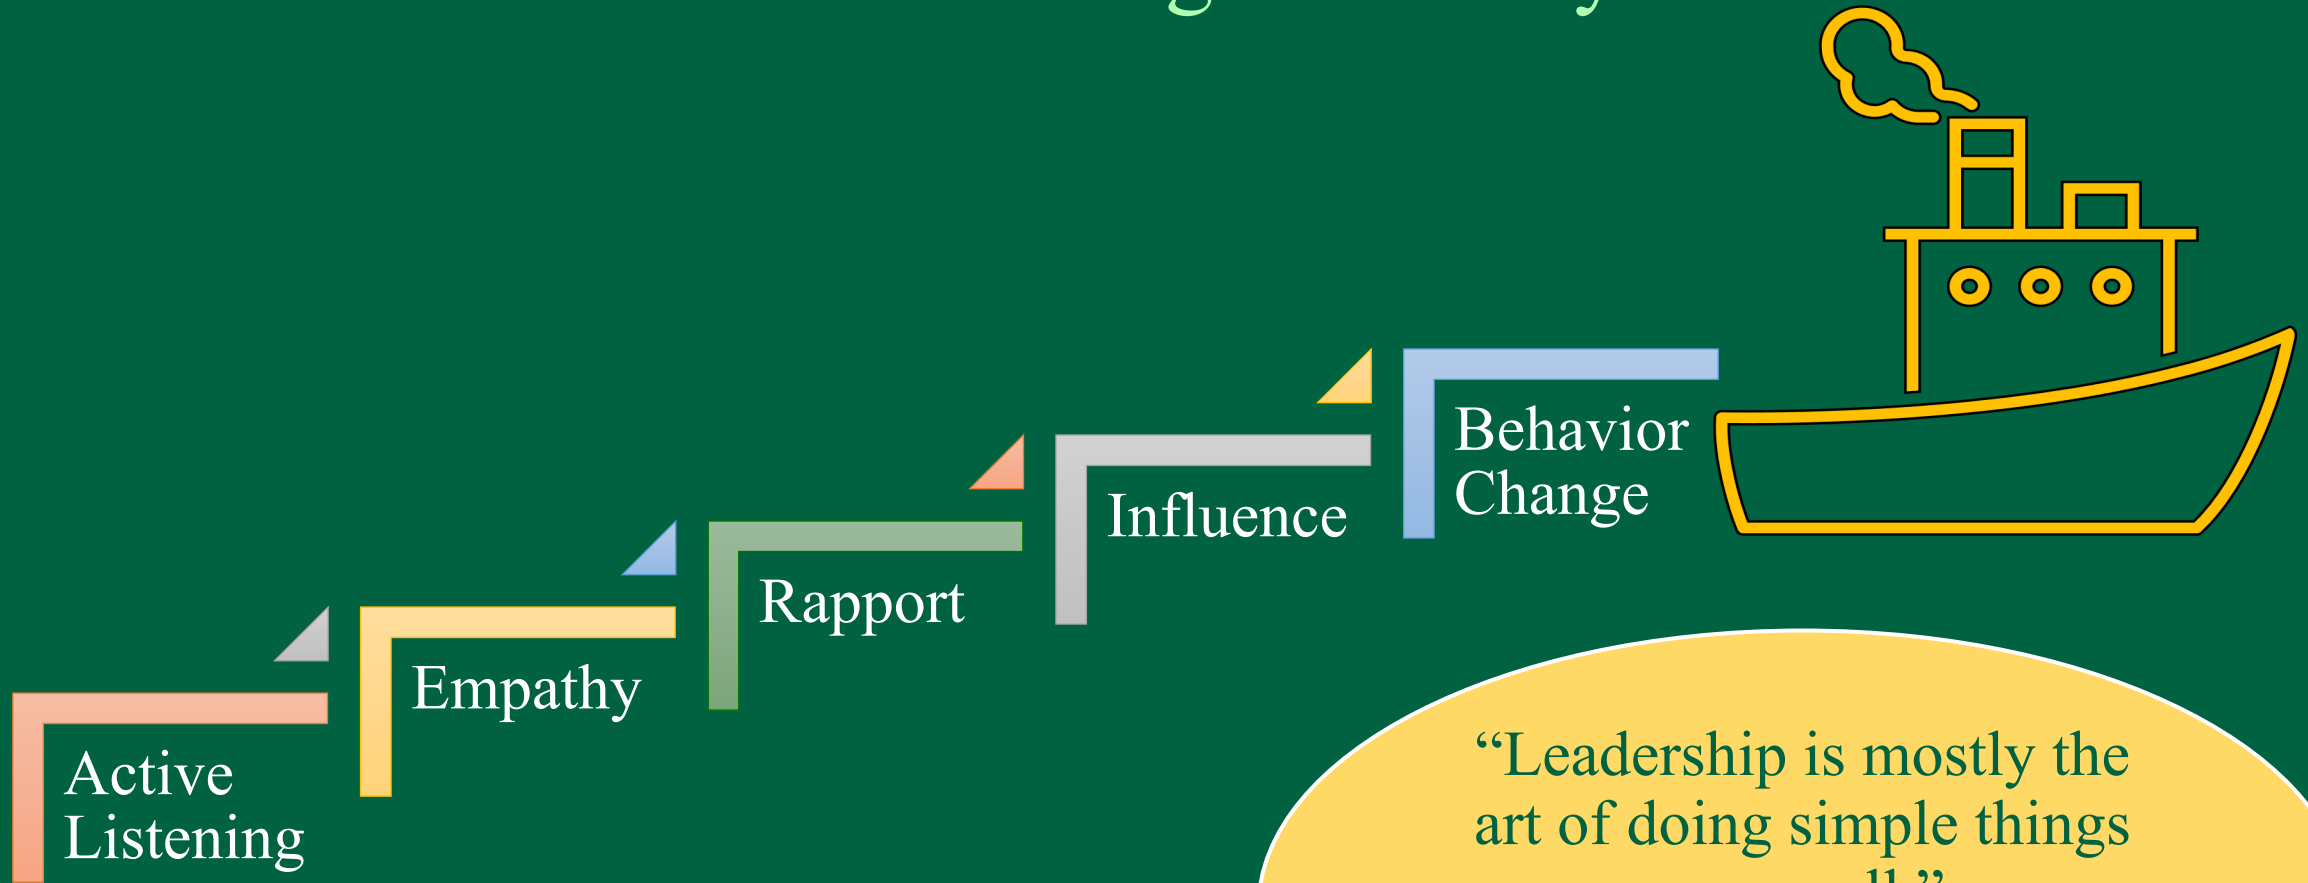 Behavior
Change
Influence
Rapport
Empathy
Active
Listening
“Leadership is mostly the
art of doing simple things